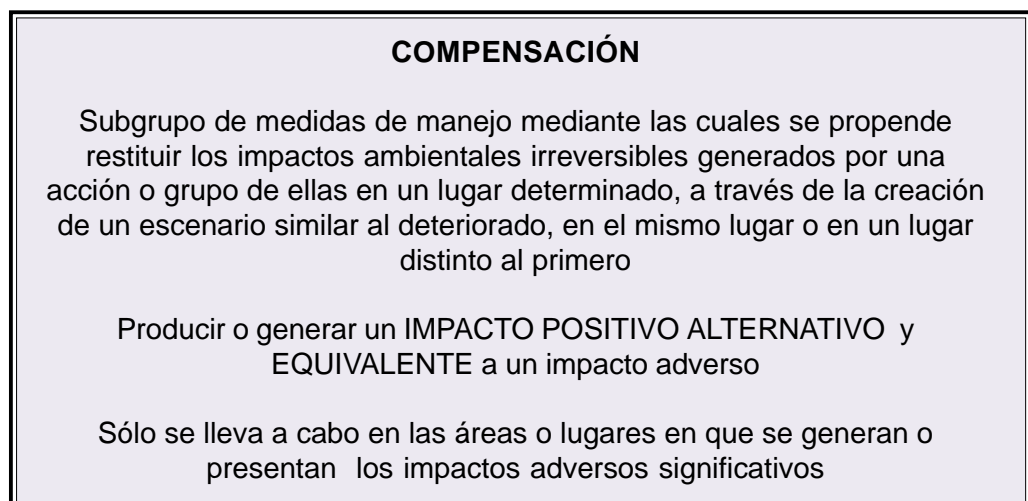 COMPENSACIÓN
Subgrupo de medidas de manejo mediante las cuales se propende
restituir los impactos ambientales irreversibles generados por una
acción o grupo de ellas en un lugar determinado, a través de la creación
de un escenario similar al deteriorado, en el mismo lugar o en un lugar
distinto al primero
Producir o generar un IMPACTO POSITIVO ALTERNATIVO y
EQUIVALENTE a un impacto adverso
Sólo se lleva a cabo en las áreas o lugares en que se generan o
presentan los impactos adversos significativos